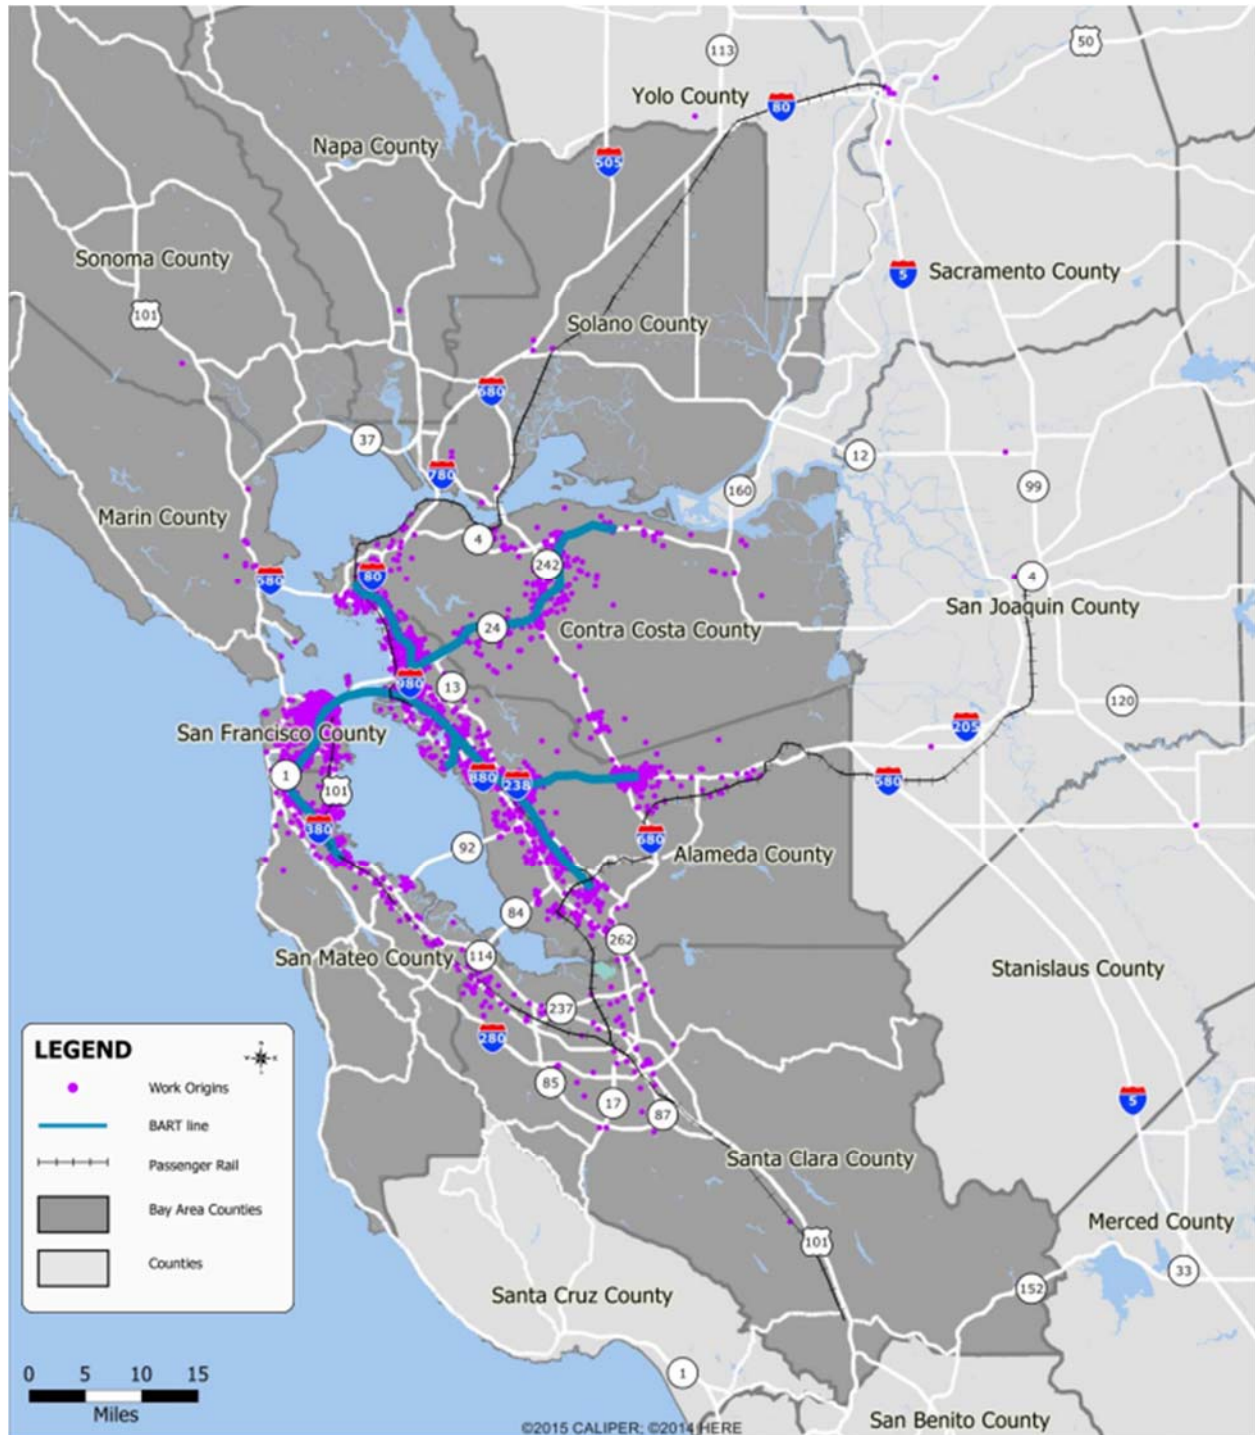 113
50
Yolo County
80
Napa County
505
Sonoma County
5
Sacramento County
101
Solano County
680
37
12
780
160
99
Marin County
4
242
80
580
4
San Joaquin County
24
Contra Costa County
980
13
120
San Francisco County
205
1
101
880
238
580
380
680
92
Alameda County
84
262
San Mateo County
114
Stanislaus County
237
280
LEGEND
Work Origins
BART line
Passenger Rail
Bay Area Counties
Counties
85
17
87
5
Santa Clara County
Merced County
101
33
152
Santa Cruz County
0 5 10 15
Miles
1
San Benito County
©2015 CALIPER; ©2014 HERE